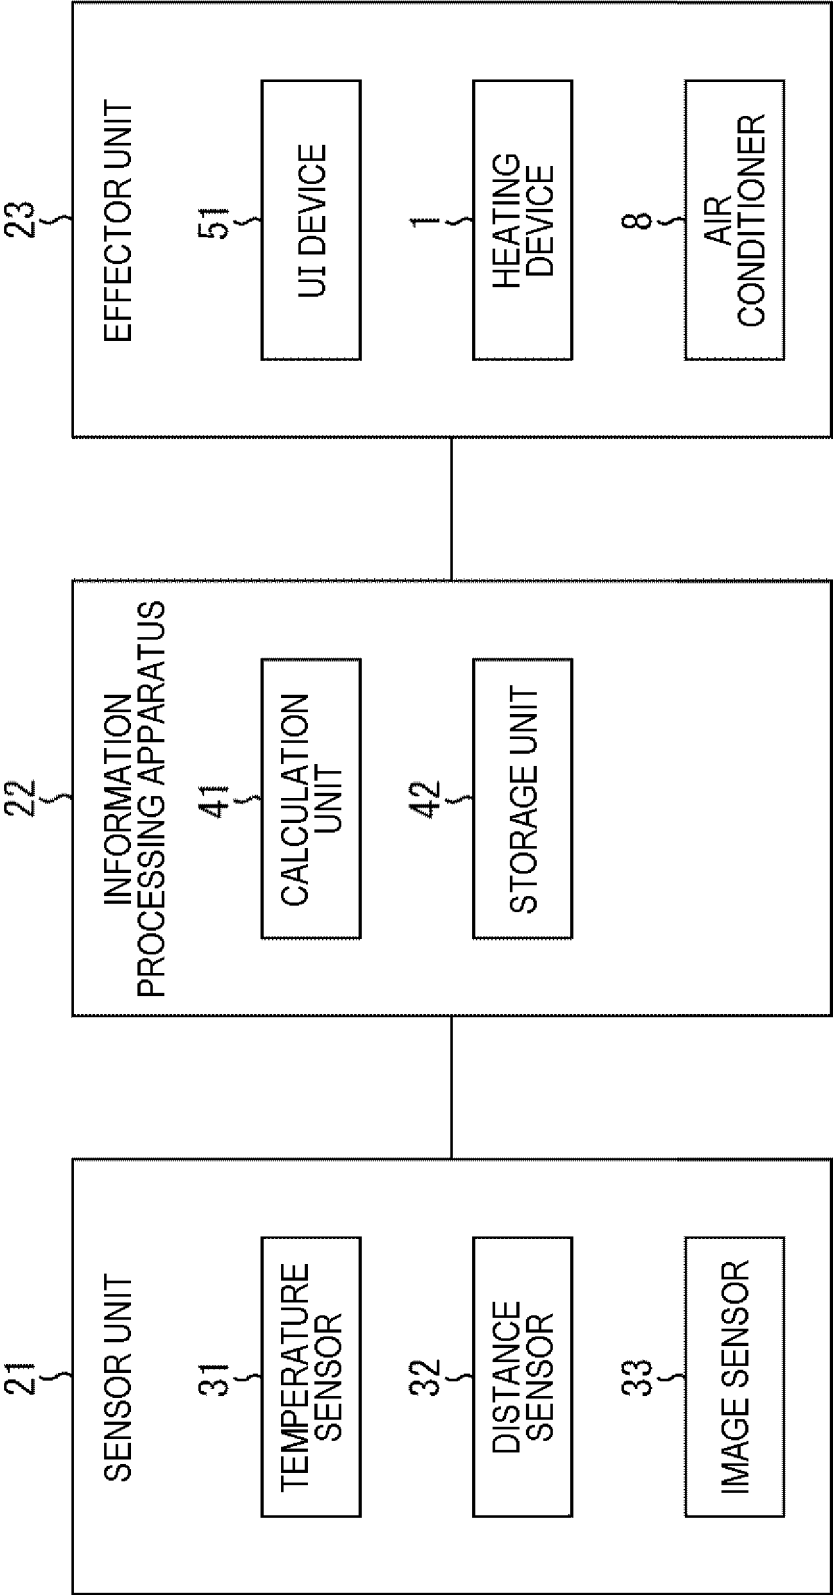 21
SENSOR UNIT
31
TEMPERATURE
SENSOR
32
DISTANCE
SENSOR
33
IMAGE SENSOR
22
INFORMATION
PROCESSING APPARATUS
41
CALCULATION
UNIT
42
STORAGE UNIT
23
EFFECTOR UNIT
51
UI DEVICE
1
HEATING
DEVICE
8
AIR
CONDITIONER